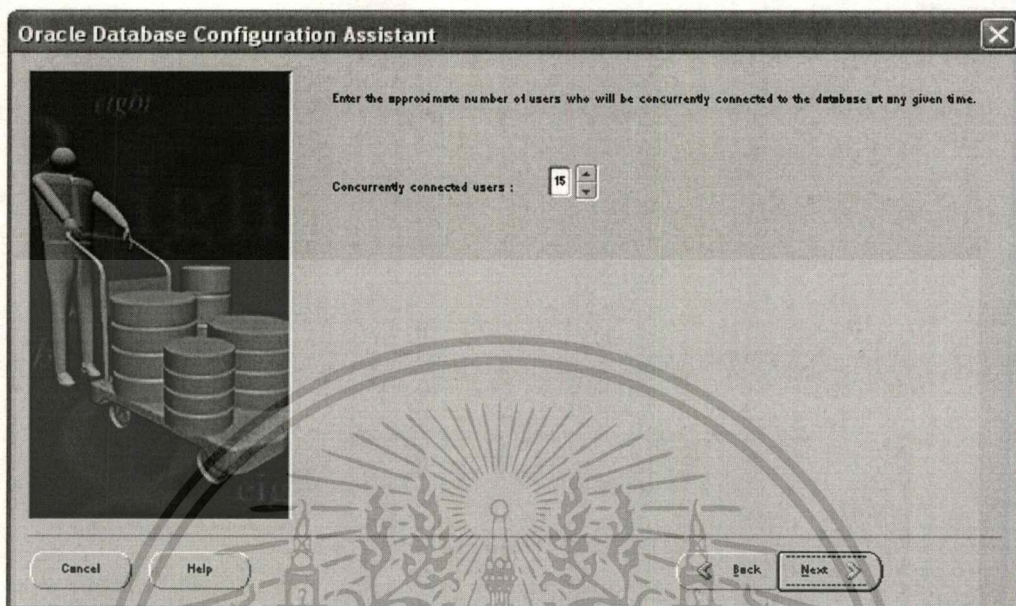 Oracle Database Configuration Assistant
Enter the approximate number of users who will be concurrently connected to the database at any given time.
Concurrently connected users :
15
Cancel
Help
Back
Next